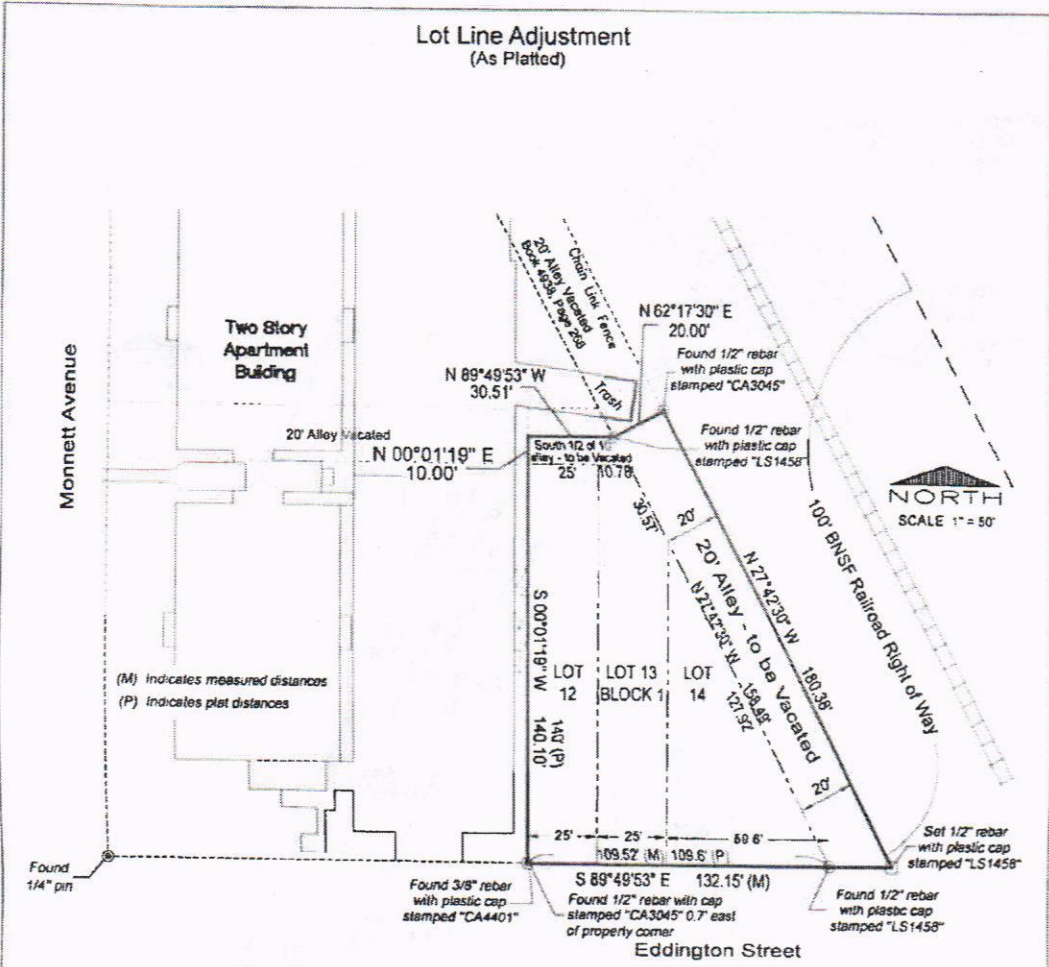 Lot Line Adjustment
(As Platted)
Monnett Avenue
Two Story
Apartment
Building
20' Alley Vacated
Book 4938, Page 268
Chain Link Fence
Trash
N 62°17'30" E
20.00'
Found 1/2" rebar
with plastic cap
stamped "CA3045"
N 89°49'53" W
30.51'
Found 1/2" rebar
with plastic cap
stamped "LS1458"
20' Alley Vacated
N 00°01'19" E
10.00'
South 1/2 of
alley - to be Vacated
25' 10.78'
NORTH
SCALE 1" = 50'
100' BNSF Railroad Right of Way
30.57'
20'
20' Alley - to be Vacated
N 27°42'30" W 180.38'
N 27°42'30" W
158.49'
127.92'
20'
S 00°01'19" W
140' (P)
140.10'
LOT
12
LOT 13
BLOCK 1
LOT
14
(M) Indicates measured distances
(P) Indicates plat distances
25' 25' 59.6'
109.52' (M) 109.6' (P)
S 89°49'53" E 132.15' (M)
Set 1/2" rebar
with plastic cap
stamped "LS1458"
Found
1/4" pin
Found 3/8" rebar
with plastic cap
stamped "CA4401"
Found 1/2" rebar with cap
stamped "CA3045" 0.7' east
of property corner
Found 1/2" rebar
with plastic cap
stamped "LS1458"
Eddington Street